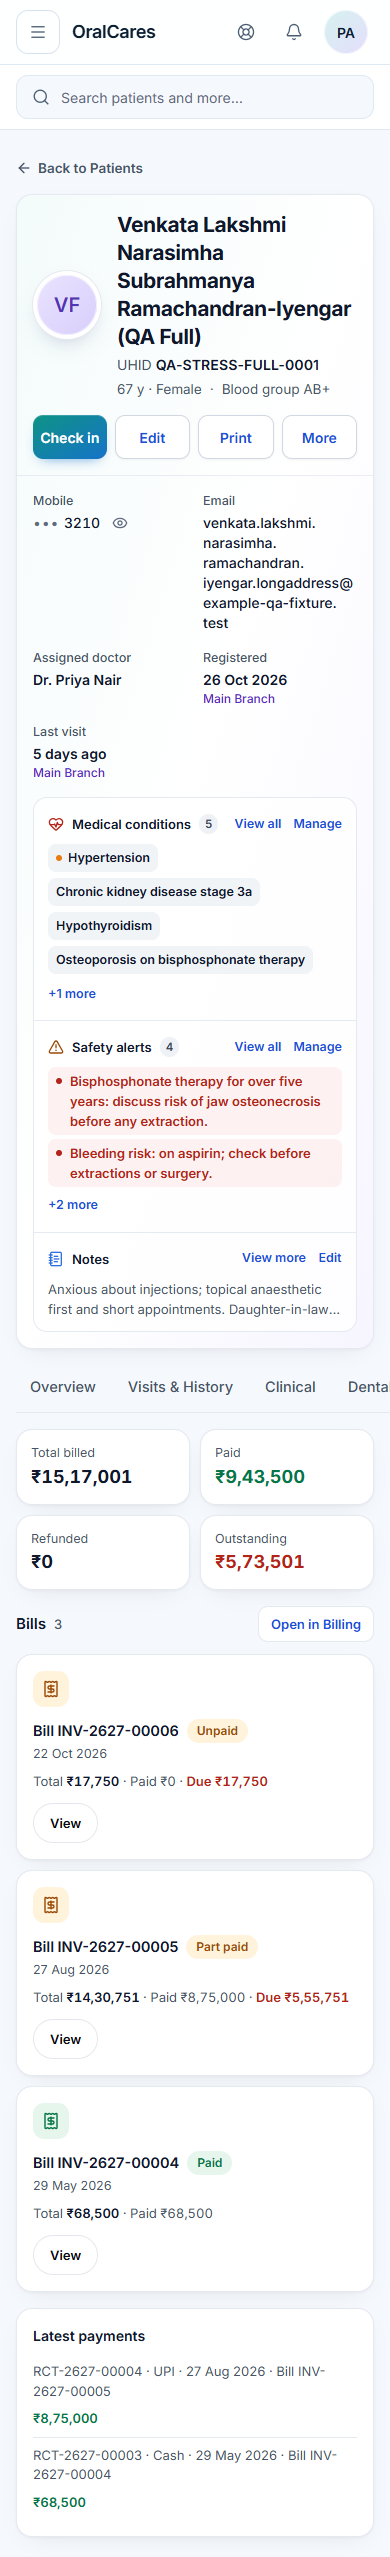 OralCares
PA
Search patients and more...
Back to Patients
VF
Venkata Lakshmi
Narasimha
Subrahmanya
Ramachandran-Iyengar
(QA Full)
UHID QA-STRESS-FULL-0001
67 y · Female · Blood group AB+
Check in
Edit
Print
More
Mobile
••• 3210
Email
venkata.lakshmi.
narasimha.
ramachandran.
iyengar.longaddress@
example-qa-fixture.
test
Assigned doctor
Dr. Priya Nair
Registered
26 Oct 2026
Main Branch
Last visit
5 days ago
Main Branch
Medical conditions 5 View all Manage
Hypertension
Chronic kidney disease stage 3a
Hypothyroidism
Osteoporosis on bisphosphonate therapy
+1 more
Safety alerts 4 View all Manage
Bisphosphonate therapy for over five
years: discuss risk of jaw osteonecrosis
before any extraction.
Bleeding risk: on aspirin; check before
extractions or surgery.
+2 more
Notes View more Edit
Anxious about injections; topical anaesthetic
first and short appointments. Daughter-in-law...
Overview Visits & History Clinical Denta
Total billed
₹15,17,001
Paid
₹9,43,500
Refunded
₹0
Outstanding
₹5,73,501
Bills 3
Open in Billing
Bill INV-2627-00006 Unpaid
22 Oct 2026
Total ₹17,750 · Paid ₹0 · Due ₹17,750
View
Bill INV-2627-00005 Part paid
27 Aug 2026
Total ₹14,30,751 · Paid ₹8,75,000 · Due ₹5,55,751
View
Bill INV-2627-00004 Paid
29 May 2026
Total ₹68,500 · Paid ₹68,500
View
Latest payments
RCT-2627-00004 · UPI · 27 Aug 2026 · Bill INV-
2627-00005
₹8,75,000
RCT-2627-00003 · Cash · 29 May 2026 · Bill INV-
2627-00004
₹68,500